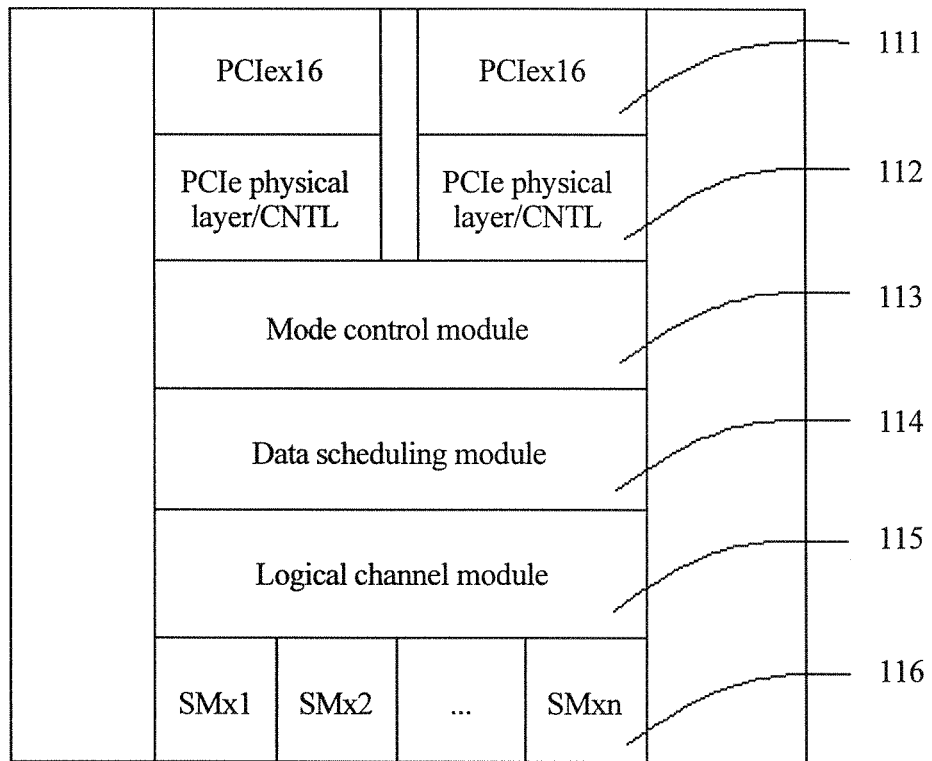 PCIex16 PCIex16 111
PCIe physical PCIe physical 112
layer/CNTL layer/CNTL
Mode control module 113
Data scheduling module 114
Logical channel module 115
SMx1 SMx2 ... SMxn 116